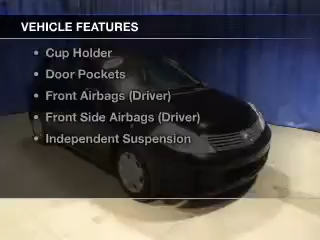 VEHICLE FEATURES
• Cup Holder
• Door Pockets
• Front Airbags (Driver)
• Front Side Airbags (Driver)
• Independent Suspension